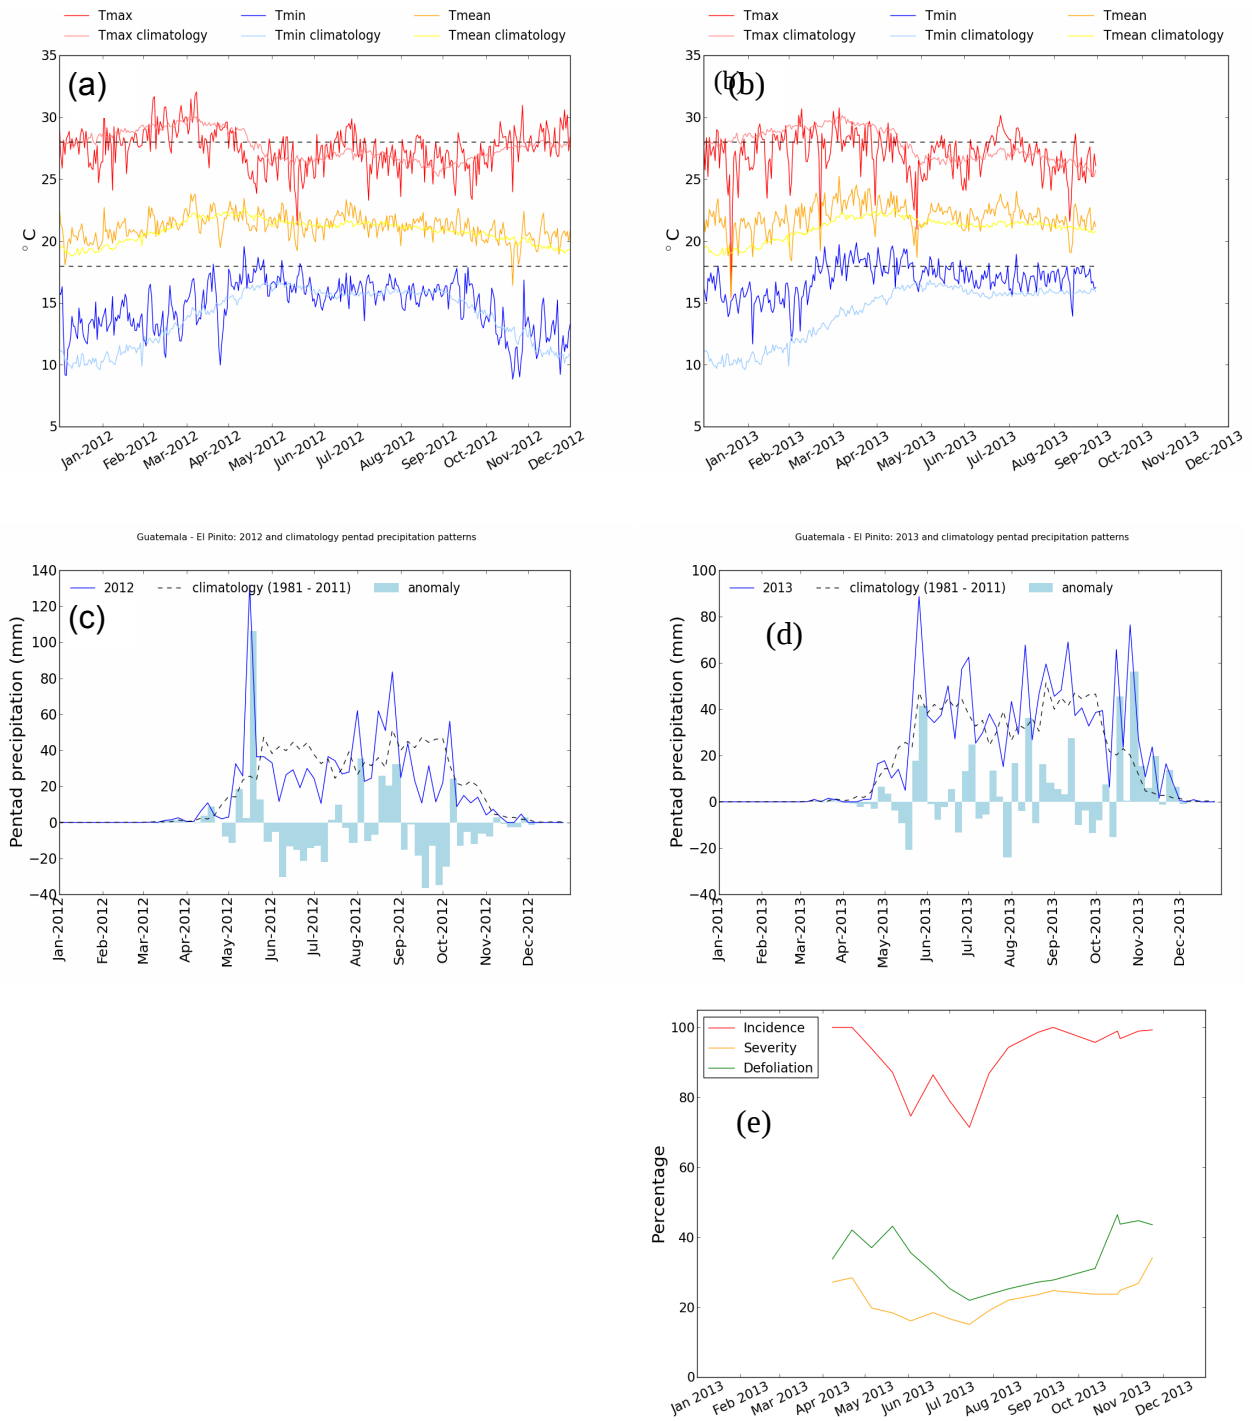 Tmax Tmin Tmean
Tmax climatology Tmin climatology Tmean climatology
35
30
25
20
15
10
5
° C
(a)
Jan-2012 Feb-2012 Mar-2012 Apr-2012 May-2012 Jun-2012 Jul-2012 Aug-2012 Sep-2012 Oct-2012 Nov-2012 Dec-2012
Tmax Tmin Tmean
Tmax climatology Tmin climatology Tmean climatology
35
30
25
20
15
10
5
° C
(b)(b)
Jan-2013 Feb-2013 Mar-2013 Apr-2013 May-2013 Jun-2013 Jul-2013 Aug-2013 Sep-2013 Oct-2013 Nov-2013 Dec-2013
Guatemala - El Pinito: 2012 and climatology pentad precipitation patterns
2012 climatology (1981 - 2011) anomaly
(c)
140
120
100
80
60
40
20
0
−20
−40
Pentad precipitation (mm)
Jan-2012 Feb-2012 Mar-2012 Apr-2012 May-2012 Jun-2012 Jul-2012 Aug-2012 Sep-2012 Oct-2012 Nov-2012 Dec-2012
Guatemala - El Pinito: 2013 and climatology pentad precipitation patterns
2013 climatology (1981 - 2011) anomaly
(d)
100
80
60
40
20
0
−20
−40
Pentad precipitation (mm)
Jan-2013 Feb-2013 Mar-2013 Apr-2013 May-2013 Jun-2013 Jul-2013 Aug-2013 Sep-2013 Oct-2013 Nov-2013 Dec-2013
Incidence
Severity
Defoliation
(e)
100
80
60
40
20
0
Percentage
Jan 2013 Feb 2013 Mar 2013 Apr 2013 May 2013 Jun 2013 Jul 2013 Aug 2013 Sep 2013 Oct 2013 Nov 2013 Dec 2013